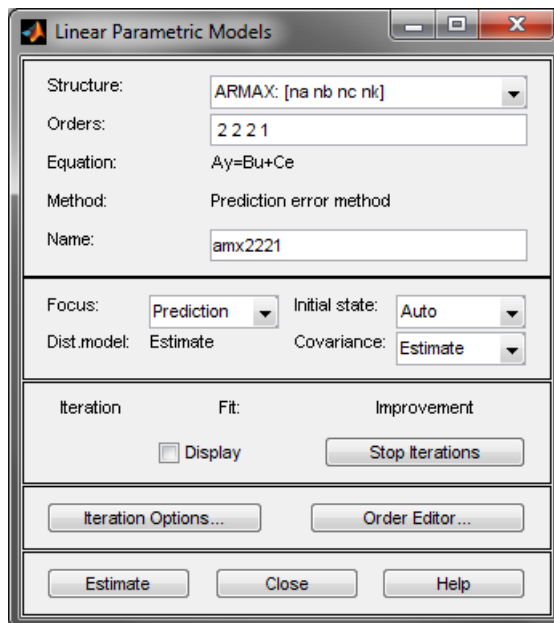 Linear Parametric Models
Structure: ARMAX: [na nb nc nk]
Orders: 2 2 2 1
Equation: Ay=Bu+Ce
Method: Prediction error method
Name: amx2221
Focus: Prediction Initial state: Auto
Dist.model: Estimate Covariance: Estimate
Iteration Fit: Improvement
Display Stop Iterations
Iteration Options... Order Editor...
Estimate Close Help